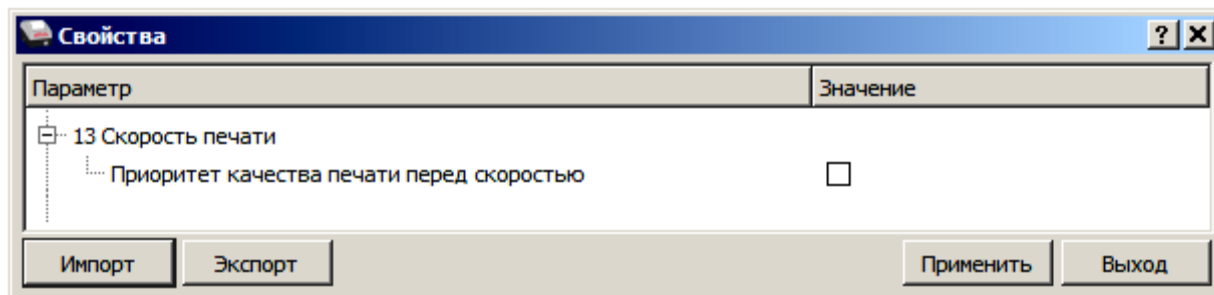 Свойства
Параметр Значение
13 Скорость печати
Приоритет качества печати перед скоростью
Импорт Экспорт Применить Выход